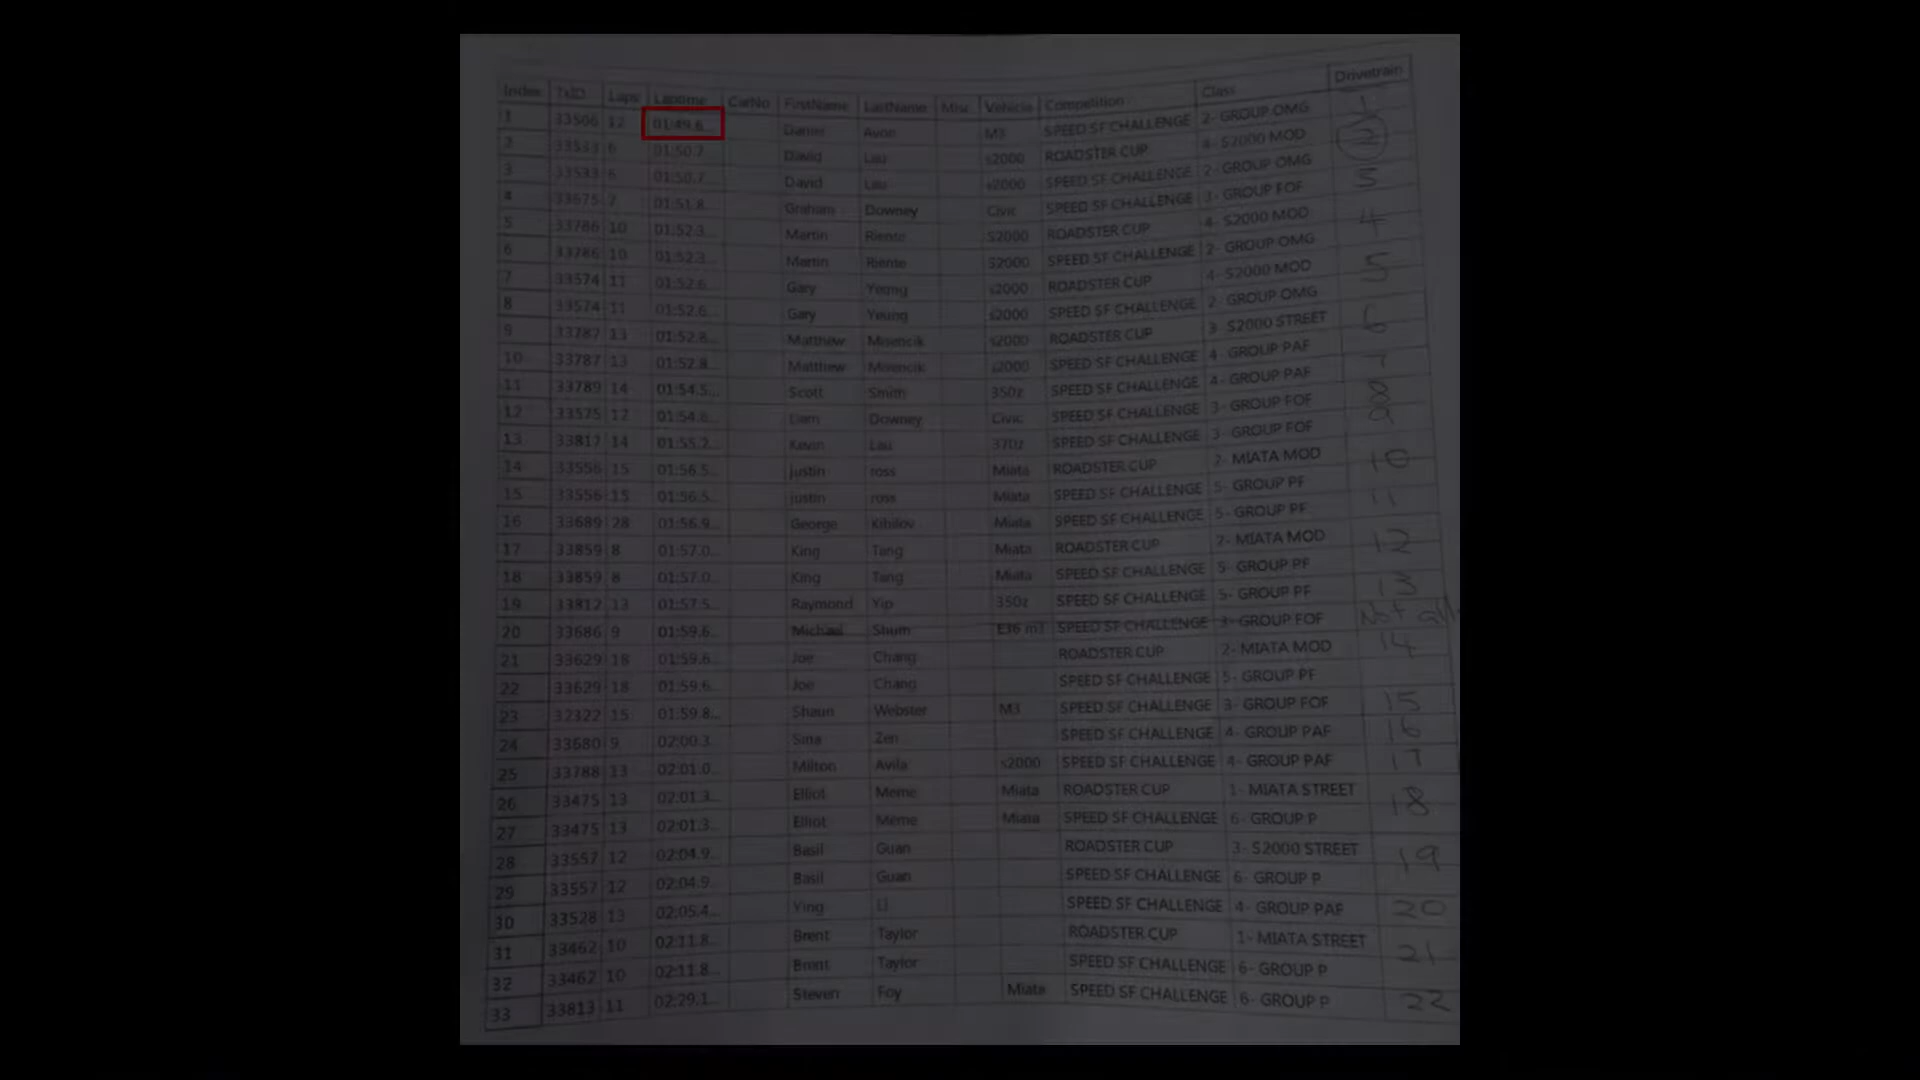 Index TxID Laps Laptime CarNo FirstName LastName Misc Vehicle Competition Class Drivetrain
1 33506 12 01:49.6... Daniel Avon M3 SPEED SF CHALLENGE 2- GROUP OMG 1
2 33533 6 01:50.7... David Lau s2000 ROADSTER CUP 4- S2000 MOD 2
3 33533 6 01:50.7... David Lau s2000 SPEED SF CHALLENGE 2- GROUP OMG
4 33675 7 01:51.8... Graham Downey Civic SPEED SF CHALLENGE 3- GROUP FOF 3
5 33786 10 01:52.3... Martin Riente S2000 ROADSTER CUP 4- S2000 MOD 4
6 33786 10 01:52.3... Martin Riente S2000 SPEED SF CHALLENGE 2- GROUP OMG
7 33574 11 01:52.6... Gary Yeung s2000 ROADSTER CUP 4- S2000 MOD 5
8 33574 11 01:52.6... Gary Yeung s2000 SPEED SF CHALLENGE 2- GROUP OMG
9 33787 13 01:52.8... Matthew Misencik s2000 ROADSTER CUP 3- S2000 STREET 6
10 33787 13 01:52.8... Matthew Misencik s2000 SPEED SF CHALLENGE 4- GROUP PAF
11 33789 14 01:54.5... Scott Smith 350z SPEED SF CHALLENGE 4- GROUP PAF 7
12 33575 12 01:54.8... Liam Downey Civic SPEED SF CHALLENGE 3- GROUP FOF 8
13 33817 14 01:55.2... Kevin Lau 370z SPEED SF CHALLENGE 3- GROUP FOF 9
14 33556 15 01:56.5... justin ross Miata ROADSTER CUP 2- MIATA MOD 10
15 33556 15 01:56.5... justin ross Miata SPEED SF CHALLENGE 5- GROUP PF
16 33689 28 01:56.9... George Kibilov Miata SPEED SF CHALLENGE 5- GROUP PF 11
17 33859 8 01:57.0... King Tang Miata ROADSTER CUP 2- MIATA MOD 12
18 33859 8 01:57.0... King Tang Miata SPEED SF CHALLENGE 5- GROUP PF
19 33812 13 01:57.5... Raymond Yip 350z SPEED SF CHALLENGE 5- GROUP PF 13
20 33686 9 01:59.6... Michael Shum E36 m3 SPEED SF CHALLENGE 3- GROUP FOF Not
21 33629 18 01:59.6... Joe Chang ROADSTER CUP 2- MIATA MOD 14
22 33629 18 01:59.6... Joe Chang SPEED SF CHALLENGE 5- GROUP PF
23 32322 15 01:59.8... Shaun Webster M3 SPEED SF CHALLENGE 3- GROUP FOF 15
24 33680 9 02:00.3... Sina Zen SPEED SF CHALLENGE 4- GROUP PAF 16
25 33788 13 02:01.0... Milton Avila s2000 SPEED SF CHALLENGE 4- GROUP PAF 17
26 33475 13 02:01.3... Elliot Meme Miata ROADSTER CUP 1- MIATA STREET 18
27 33475 13 02:01.3... Elliot Meme Miata SPEED SF CHALLENGE 6- GROUP P
28 33557 12 02:04.9... Basil Guan ROADSTER CUP 3- S2000 STREET 19
29 33557 12 02:04.9... Basil Guan SPEED SF CHALLENGE 6- GROUP P
30 33528 13 02:05.4... Ying LI SPEED SF CHALLENGE 4- GROUP PAF 20
31 33462 10 02:11.8... Brent Taylor ROADSTER CUP 1- MIATA STREET 21
32 33462 10 02:11.8... Brent Taylor SPEED SF CHALLENGE 6- GROUP P
33 33813 11 02:29.1... Steven Foy Miata SPEED SF CHALLENGE 6- GROUP P 22